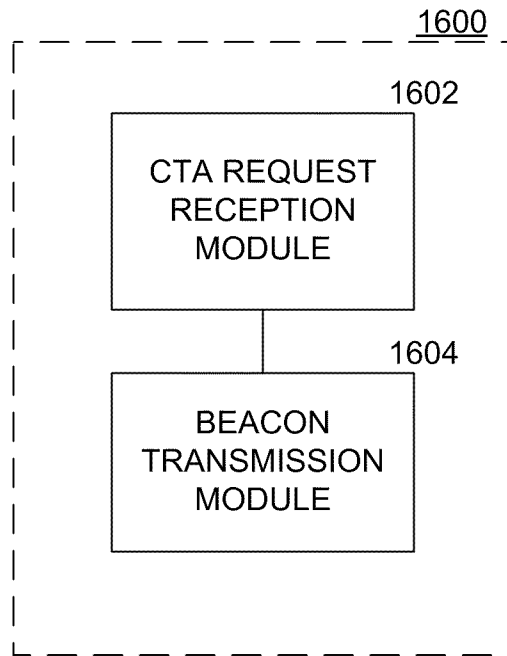 1600
1602
CTA REQUEST
RECEPTION
MODULE
1604
BEACON
TRANSMISSION
MODULE